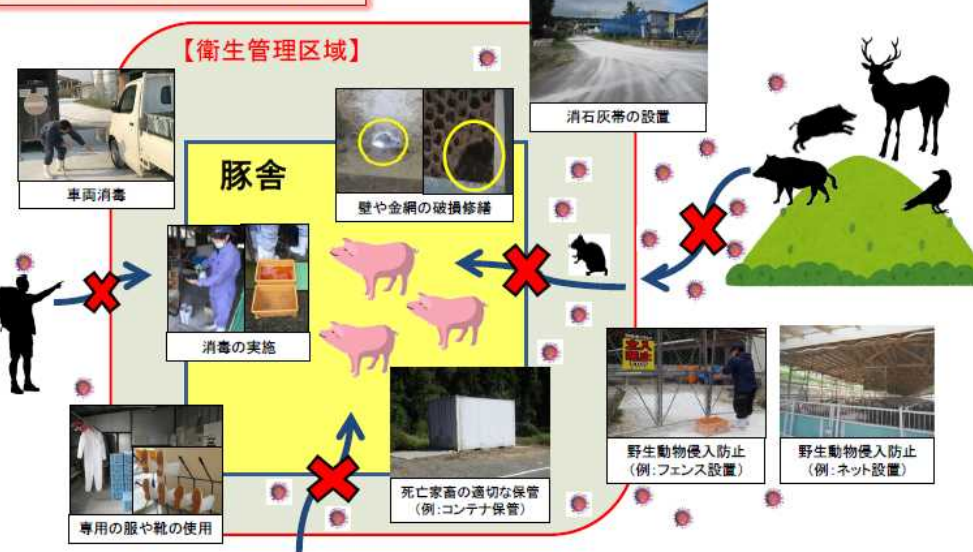 【衛生管理区域】
消石灰帯の設置
車両消毒
豚舎
壁や金網の破損修繕
消毒の実施
野生動物侵入防止
（例：フェンス設置）
野生動物侵入防止
（例：ネット設置）
死亡家畜の適切な保管
（例：コンテナ保管）
専用の服や靴の使用